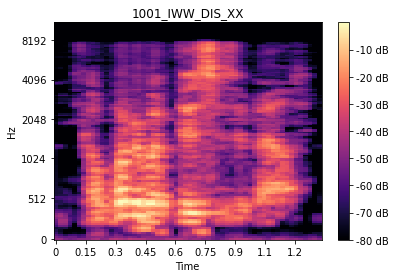 1001_IWW_DIS_XX
8192
4096
2048
1024
512
0
Hz
0 0.15 0.3 0.45 0.6 0.75 0.9 1.1 1.2
Time
-10 dB
-20 dB
-30 dB
-40 dB
-50 dB
-60 dB
-70 dB
-80 dB